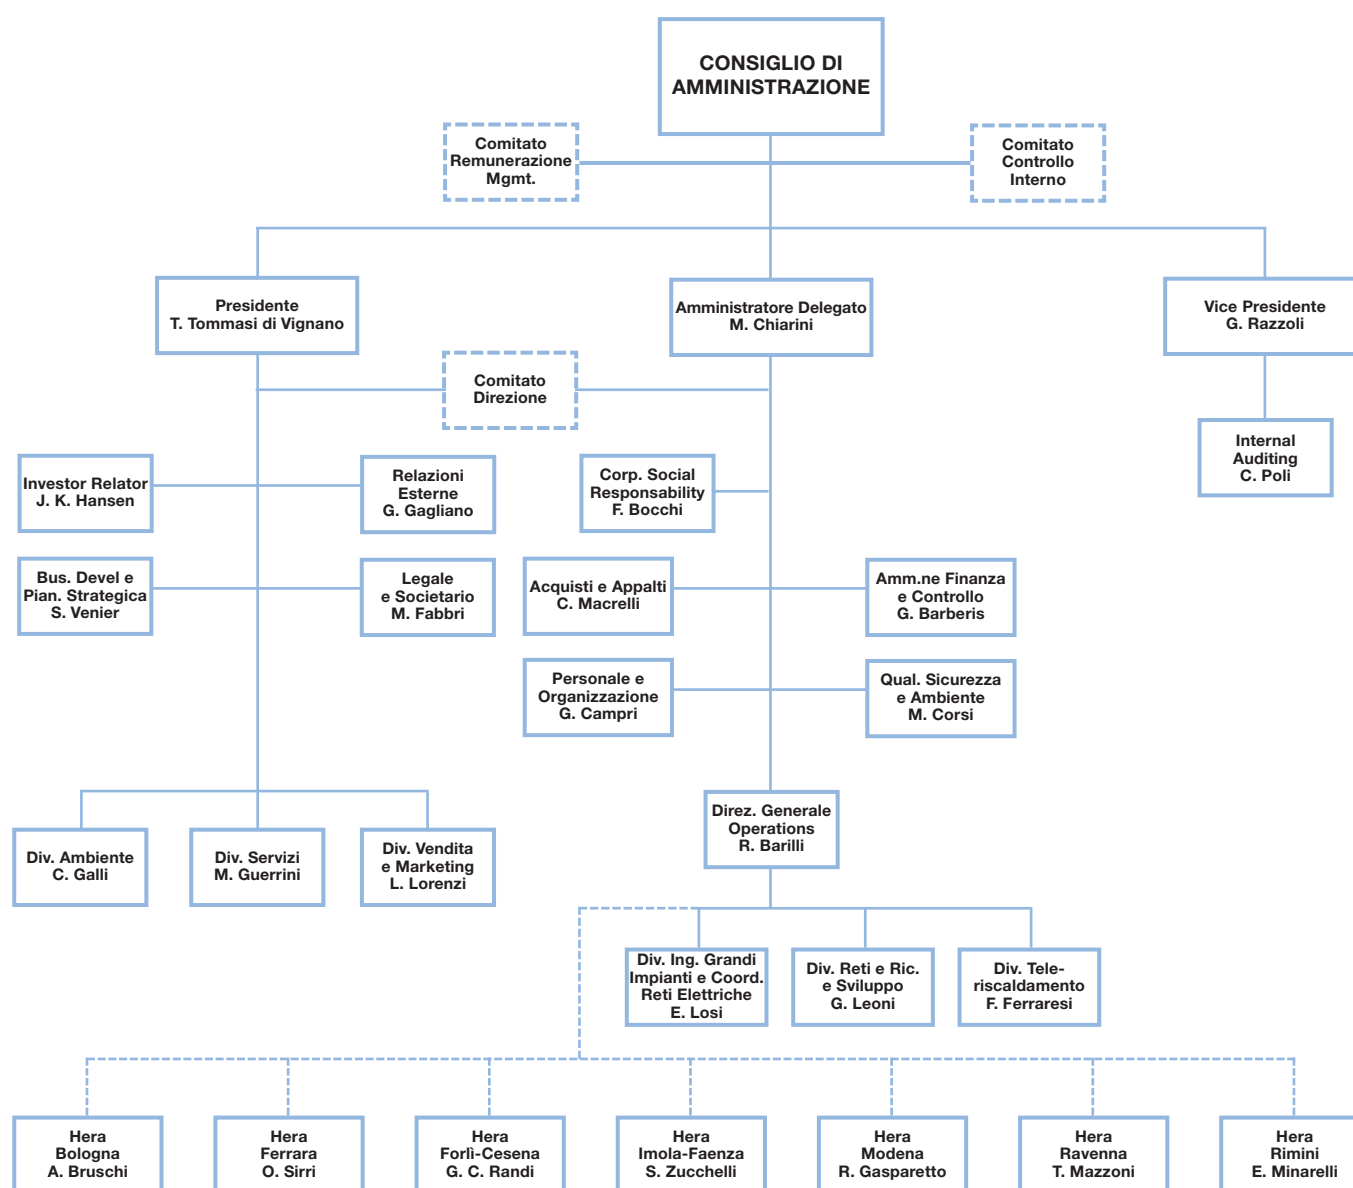 CONSIGLIO DI
AMMINISTRAZIONE
Comitato
Remunerazione
Mgmt.
Comitato
Controllo
Interno
Presidente
T. Tommasi di Vignano
Amministratore Delegato
M. Chiarini
Vice Presidente
G. Razzoli
Comitato
Direzione
Internal
Auditing
C. Poli
Investor Relator
J. K. Hansen
Relazioni
Esterne
G. Gagliano
Corp. Social
Responsability
F. Bocchi
Bus. Devel e
Pian. Strategica
S. Venier
Legale
e Societario
M. Fabbri
Acquisti e Appalti
C. Macrelli
Amm.ne Finanza
e Controllo
G. Barberis
Personale e
Organizzazione
G. Campri
Qual. Sicurezza
e Ambiente
M. Corsi
Direz. Generale
Operations
R. Barilli
Div. Ambiente
C. Galli
Div. Servizi
M. Guerrini
Div. Vendita
e Marketing
L. Lorenzi
Div. Ing. Grandi
Impianti e Coord.
Reti Elettriche
E. Losi
Div. Reti e Ric.
e Sviluppo
G. Leoni
Div. Tele-
riscaldamento
F. Ferraresi
Hera
Bologna
A. Bruschi
Hera
Ferrara
O. Sirri
Hera
Forlì-Cesena
G. C. Randi
Hera
Imola-Faenza
S. Zucchelli
Hera
Modena
R. Gasparetto
Hera
Ravenna
T. Mazzoni
Hera
Rimini
E. Minarelli